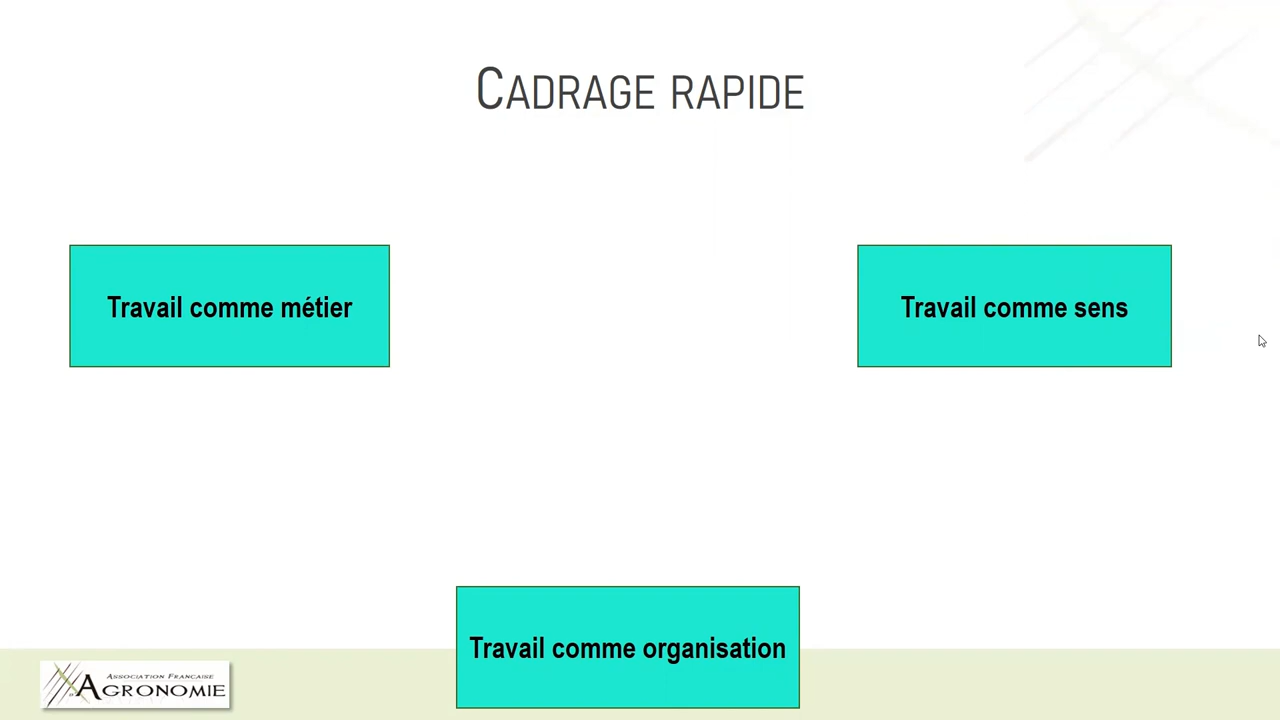 CADRAGE RAPIDE
Travail comme métier
Travail comme sens
Travail comme organisation
ASSOCIATION FRANÇAISE
D'AGRONOMIE